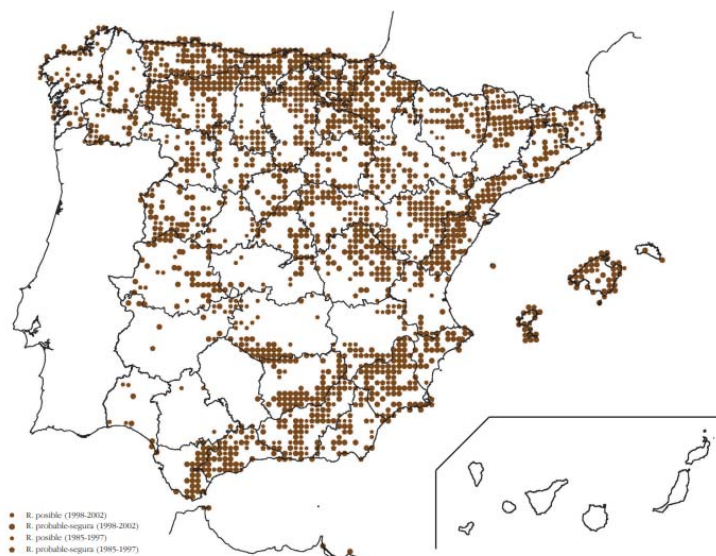 R. posible (1998-2002)
R. probable-segura (1998-2002)
R. posible (1985-1997)
R. probable-segura (1985-1997)